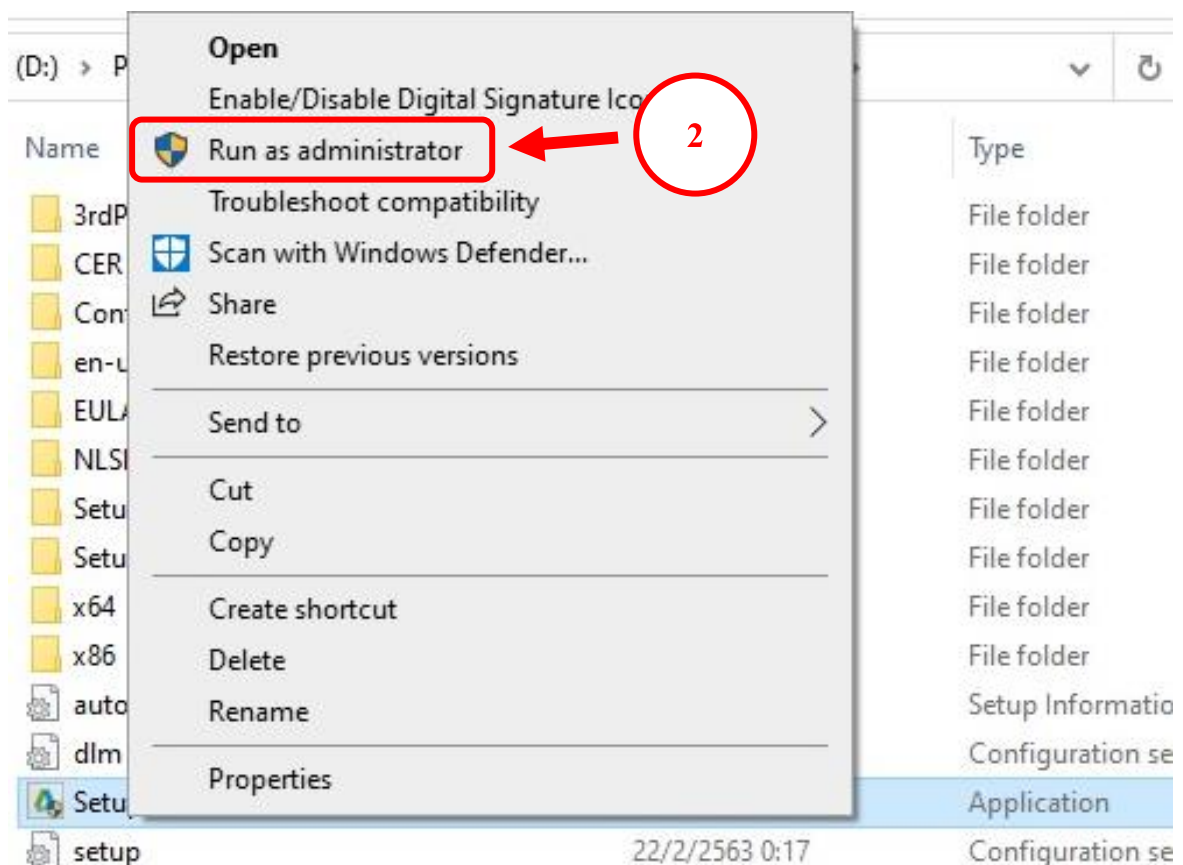 (D:) > P
Open
Enable/Disable Digital Signature Ico
Name
Run as administrator
2
Type
Troubleshoot compatibility
3rdP
File folder
Scan with Windows Defender...
CER
File folder
Share
Con
File folder
Restore previous versions
en-u
File folder
EULA
File folder
Send to
NLS
File folder
Cut
Setu
File folder
Copy
Setu
File folder
Create shortcut
x64
File folder
Delete
x86
File folder
Rename
auto
Setup Informatio
dlm
Configuration se
Properties
Setu
Application
setup
22/2/2563 0:17
Configuration se